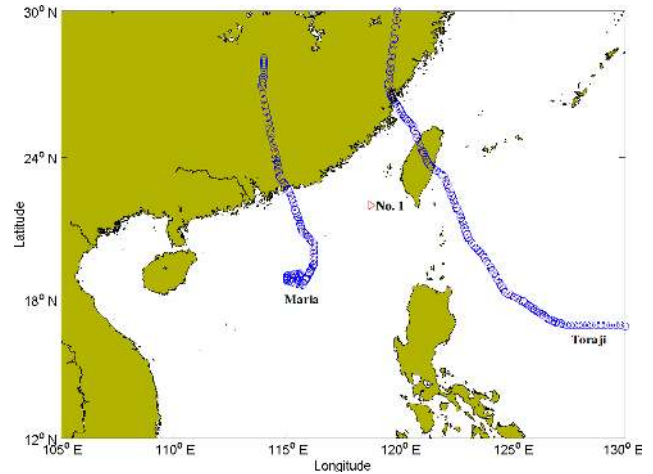 30° N
24° N
Latitude
No. 1
18° N
Maria
Toraji
12° N
105° E
110° E
115° E
120° E
125° E
130° E
Longitude